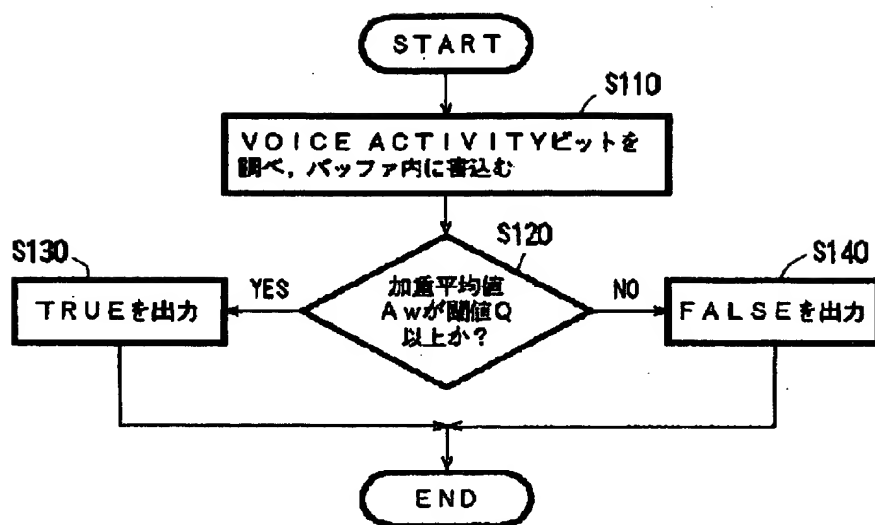 START
S110
VOICE ACTIVITYビットを
調べ，バッファ内に書込む
S120
加重平均値
Awが閾値Q
以上か？
S130
YES
TRUEを出力
NO
S140
FALSEを出力
END